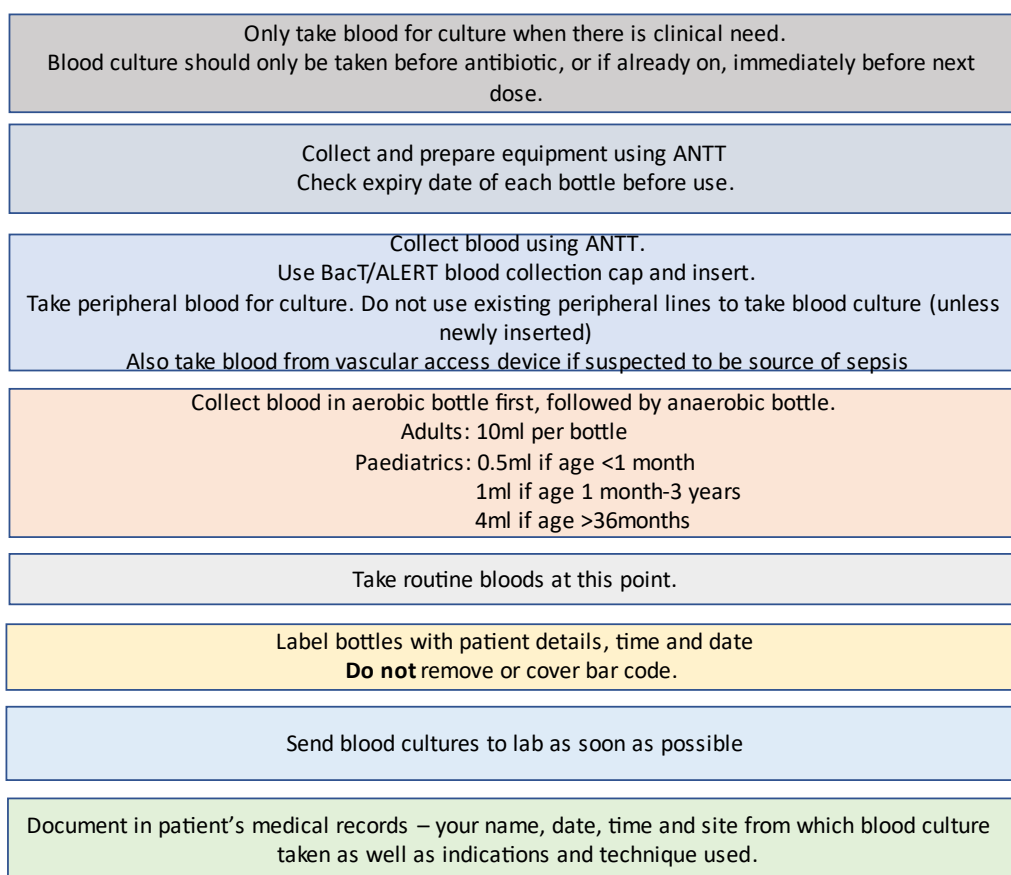 Only take blood for culture when there is clinical need.
Blood culture should only be taken before antibiotic, or if already on, immediately before next
dose.
Collect and prepare equipment using ANTT
Check expiry date of each bottle before use.
Collect blood using ANTT.
Use BacT/ALERT blood collection cap and insert.
Take peripheral blood for culture. Do not use existing peripheral lines to take blood culture (unless
newly inserted)
Also take blood from vascular access device if suspected to be source of sepsis
Collect blood in aerobic bottle first, followed by anaerobic bottle.
Adults: 10ml per bottle
Paediatrics: 0.5ml if age <1 month
1ml if age 1 month-3 years
4ml if age >36months
Take routine bloods at this point.
Label bottles with patient details, time and date
Do not remove or cover bar code.
Send blood cultures to lab as soon as possible
Document in patient's medical records – your name, date, time and site from which blood culture
taken as well as indications and technique used.